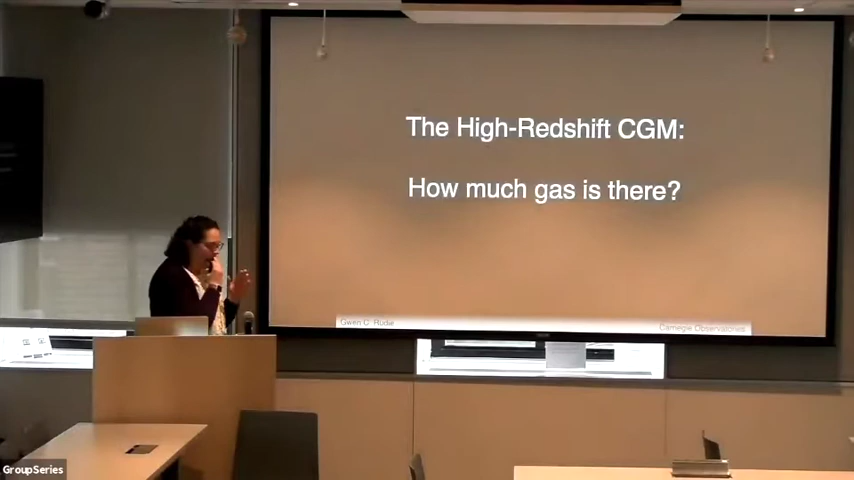 The High-Redshift CGM:
How much gas is there?
Gwen C. Rudie
Carnegie Observatories
GroupSeries